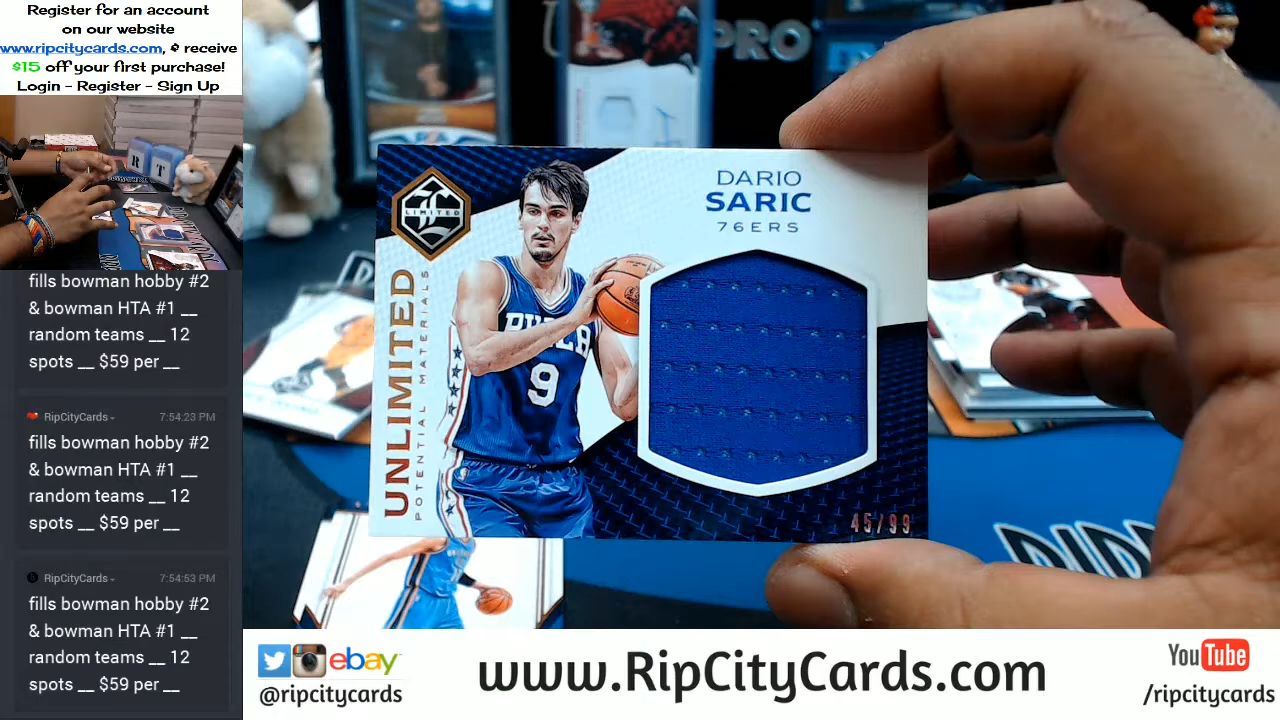 Register for an account
on our website
www.ripcitycards.com, & receive
$15 off your first purchase!
Login - Register - Sign Up
R T
fills bowman hobby #2
& bowman HTA #1 __
random teams __ 12
spots __ $59 per __
RipCityCards 7:54:23 PM
fills bowman hobby #2
& bowman HTA #1 __
random teams __ 12
spots __ $59 per __
RipCityCards 7:54:53 PM
fills bowman hobby #2
& bowman HTA #1 __
random teams __ 12
spots __ $59 per __
PRO
LIMITED
DARIO
SARIC
76ERS
UNLIMITED
POTENTIAL MATERIALS
PHILA
9
45/99
ebay
@ripcitycards
www.RipCityCards.com
YouTube
/ripcitycards